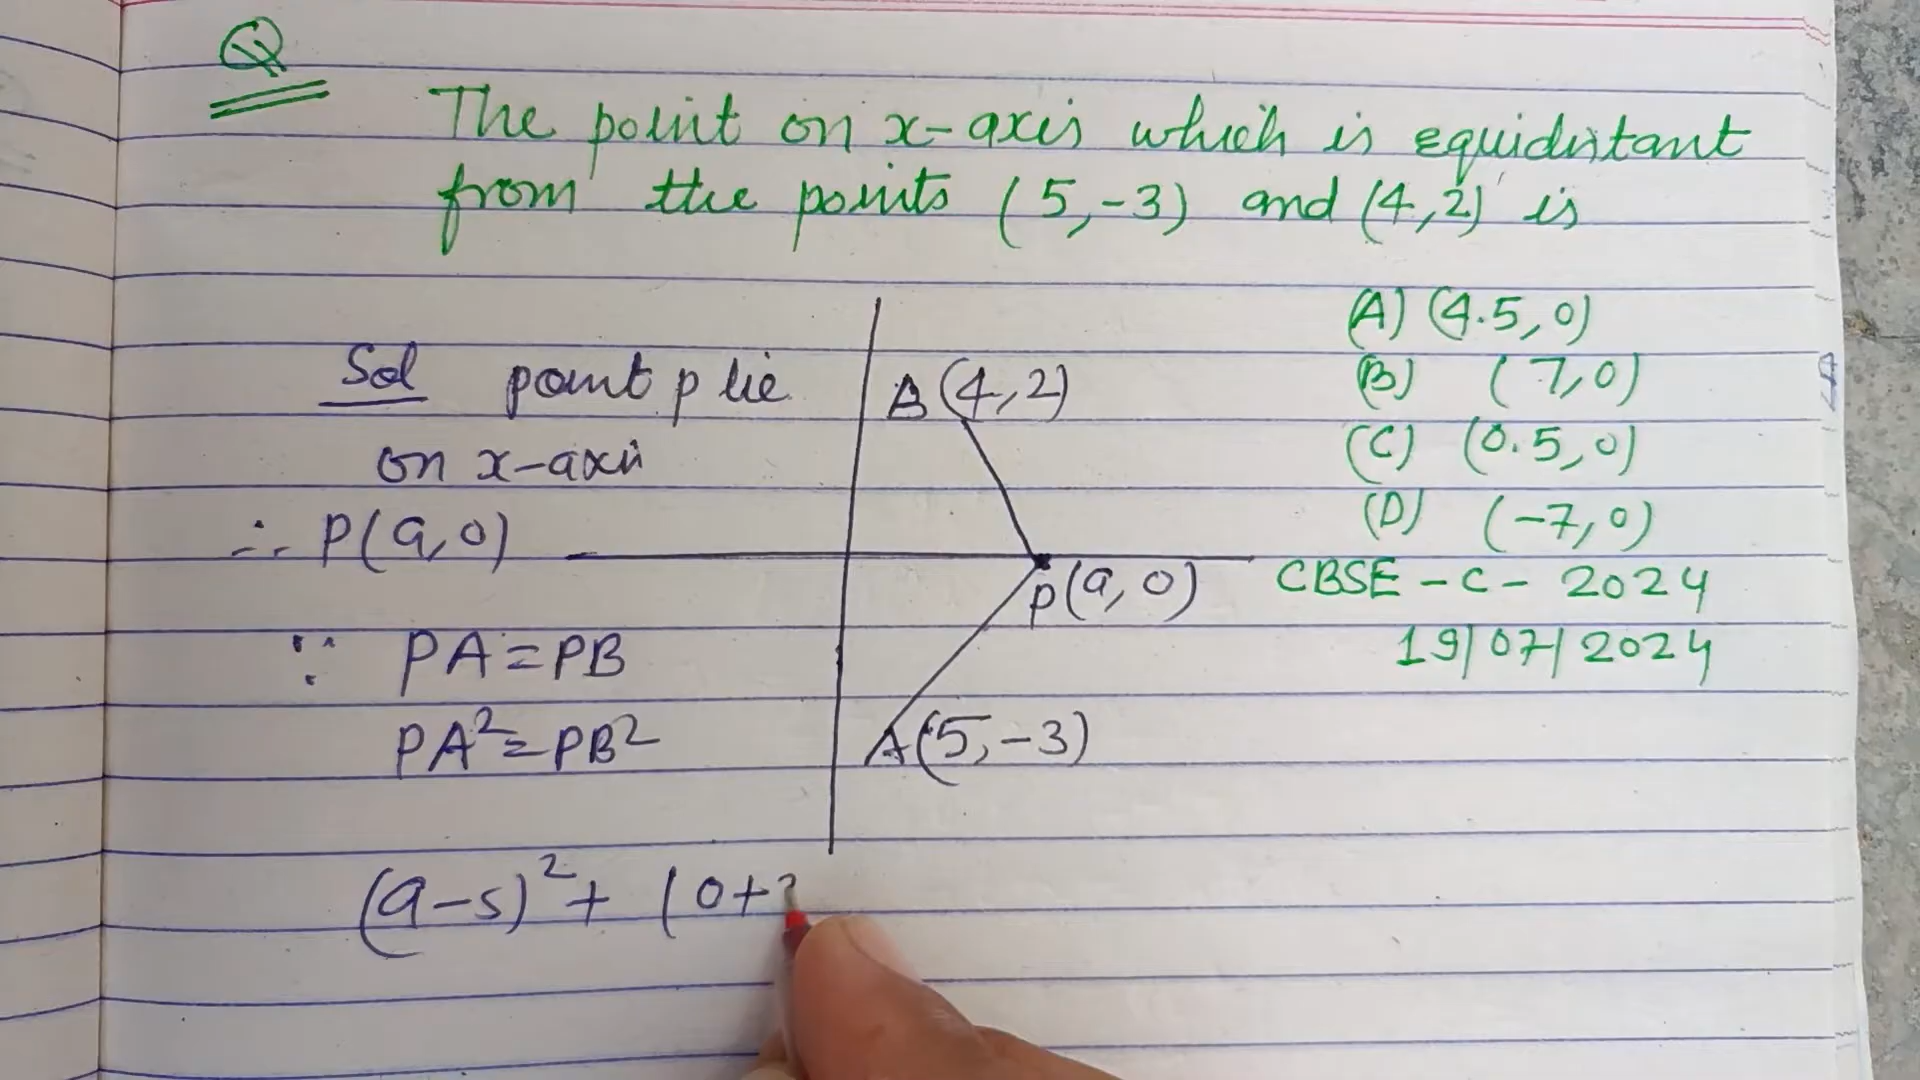 Q
The point on x-axis which is equidistant
from the points (5,-3) and (4,2) is
(A) (4.5,0)
(B) (7,0)
(C) (0.5,0)
(D) (-7,0)
CBSE - C - 2024
19/07/2024
Sol point p lie
on x-axis
∴ P(a,0)
∵ PA=PB
PA²=PB²
B(4,2)
P(a,0)
A(5,-3)
(a-5)²+ (0+3